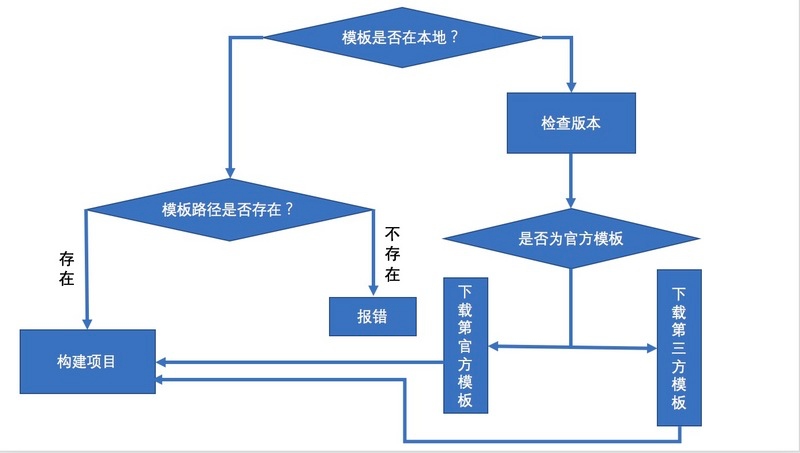 模板是否在本地？
检查版本
模板路径是否存在？
是否为官方模板
存在
不存在
下载第官方模板
下载第三方模板
报错
构建项目